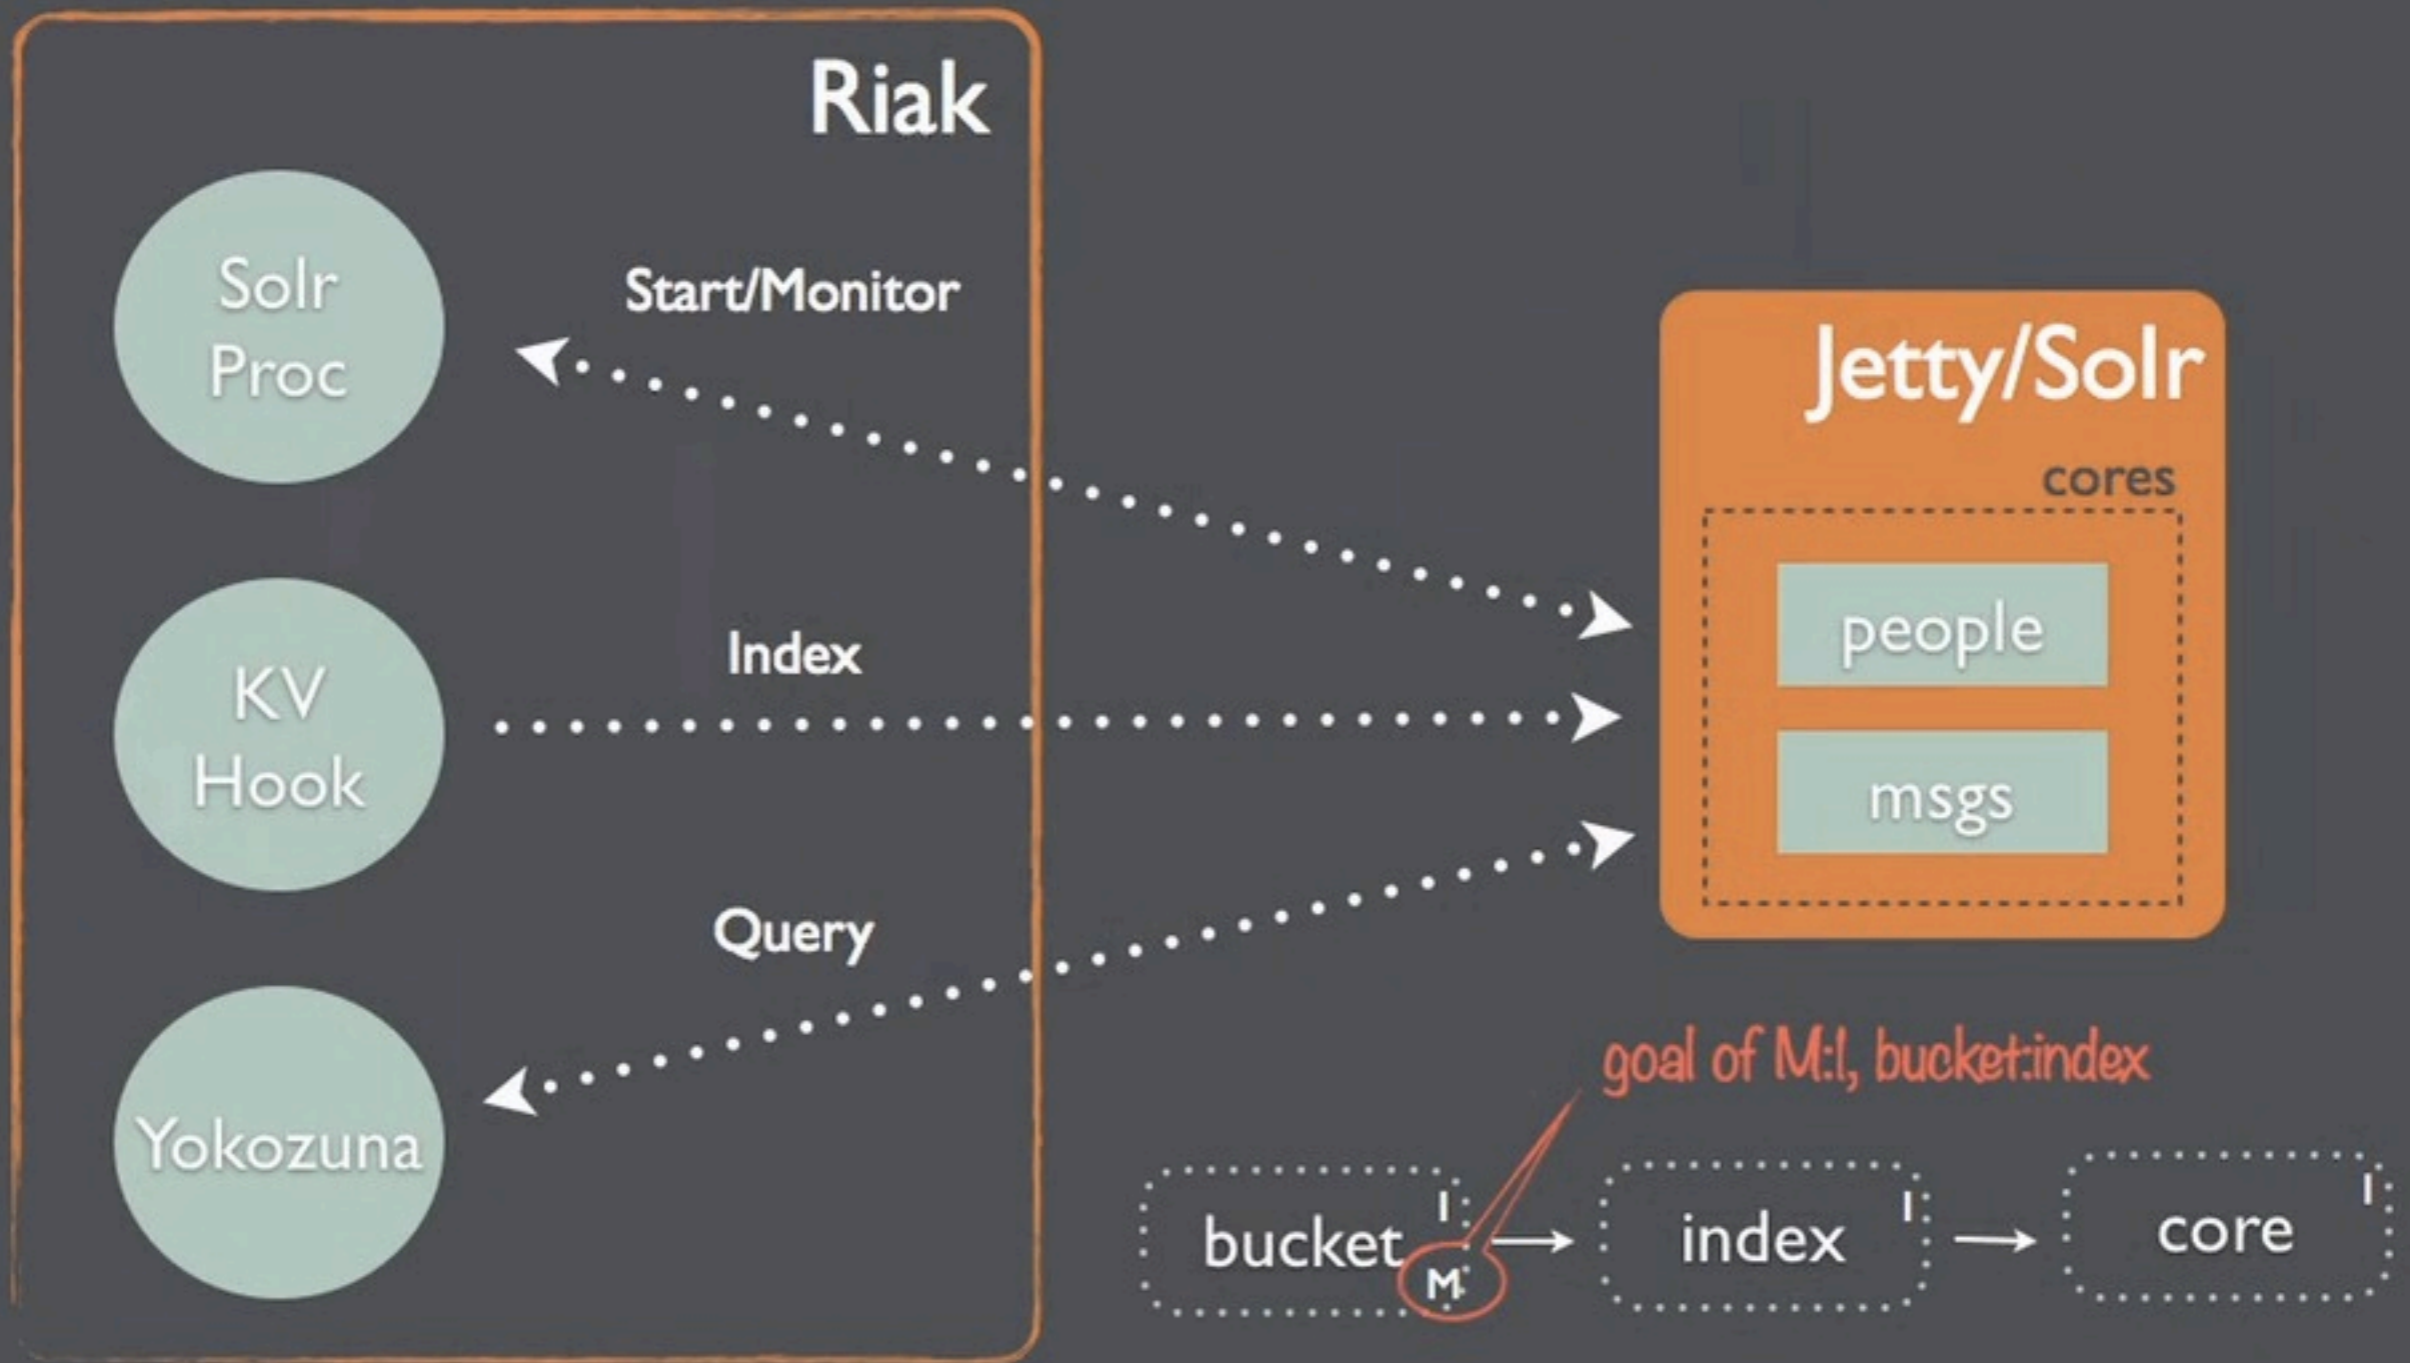 Riak
Solr
Proc
Start/Monitor
KV
Hook
Index
Query
Yokozuna
Jetty/Solr
cores
people
msgs
goal of M:1, bucket:index
bucket
1
M
index
1
core
1